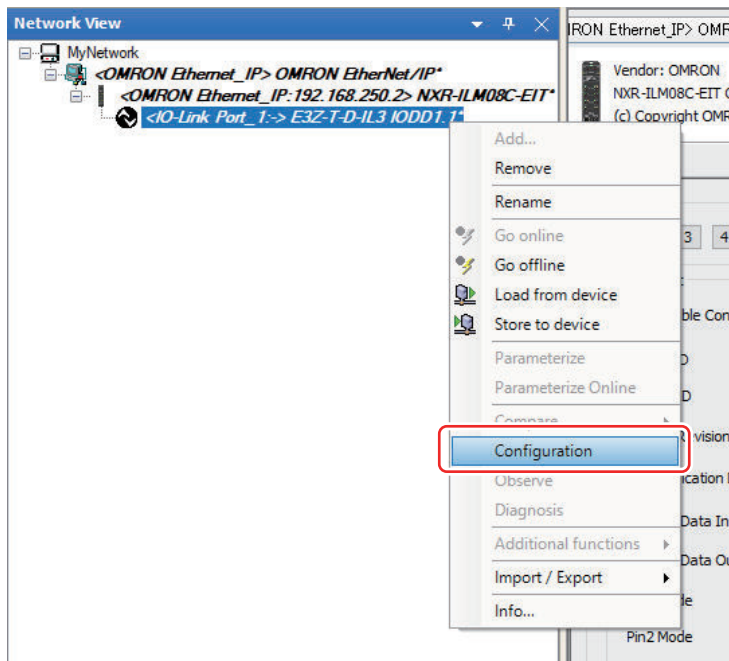 Network View
MyNetwork
<OMRON Ethernet_IP> OMRON EtherNet/IP*
<OMRON Ethernet_IP:192.168.250.2> NXR-ILM08C-EIT*
<IO-Link Port_1:-> E3Z-T-D-IL3 IODD1.1*
Add...
Remove
Rename
Go online
Go offline
Load from device
Store to device
Parameterize
Parameterize Online
Compare
Configuration
Observe
Diagnosis
Additional functions
Import / Export
Info...
RON Ethernet_IP> OMR
Vendor: OMRON
NXR-ILM08C-EIT
(c) Copyright OMR
3 4
ble Con
D
D
vision
ication
Data In
Data Ou
de
Pin2 Mode